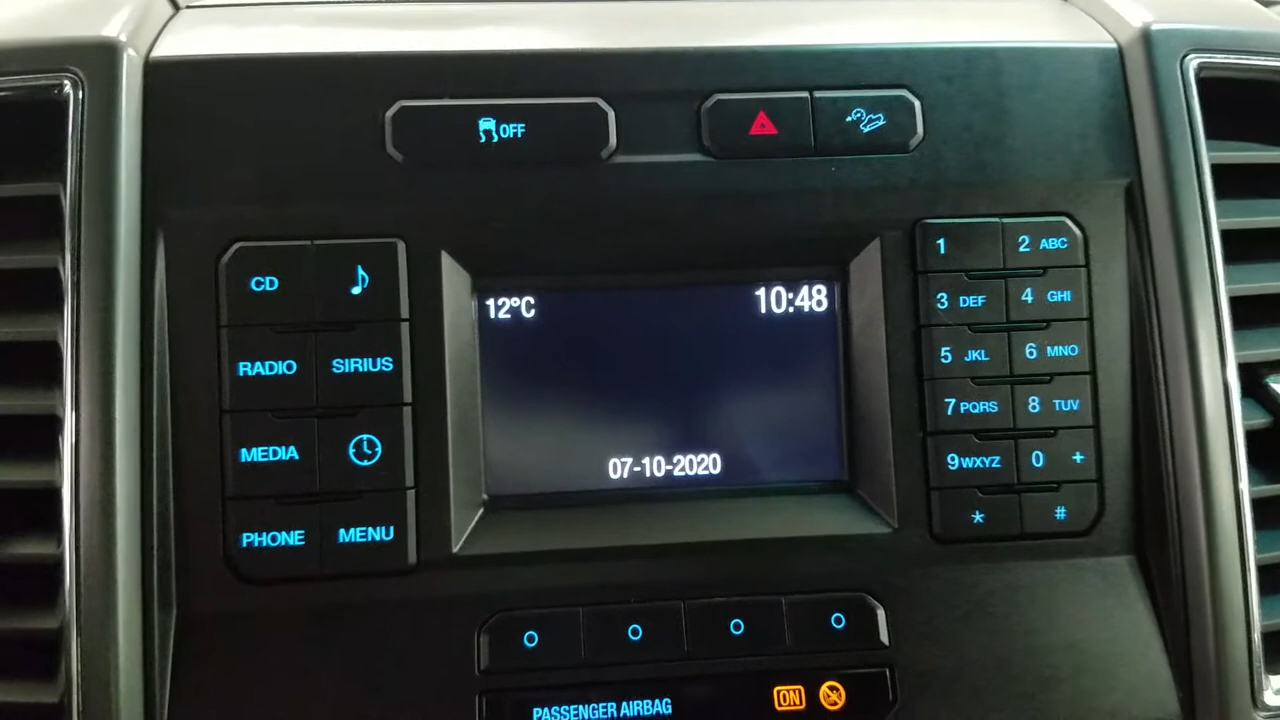 OFF
CD
RADIO SIRIUS
MEDIA
PHONE MENU
12°C 10:48
07-10-2020
1 2 ABC
3 DEF 4 GHI
5 JKL 6 MNO
7 PQRS 8 TUV
9 WXYZ 0 +
* #
PASSENGER AIRBAG ON